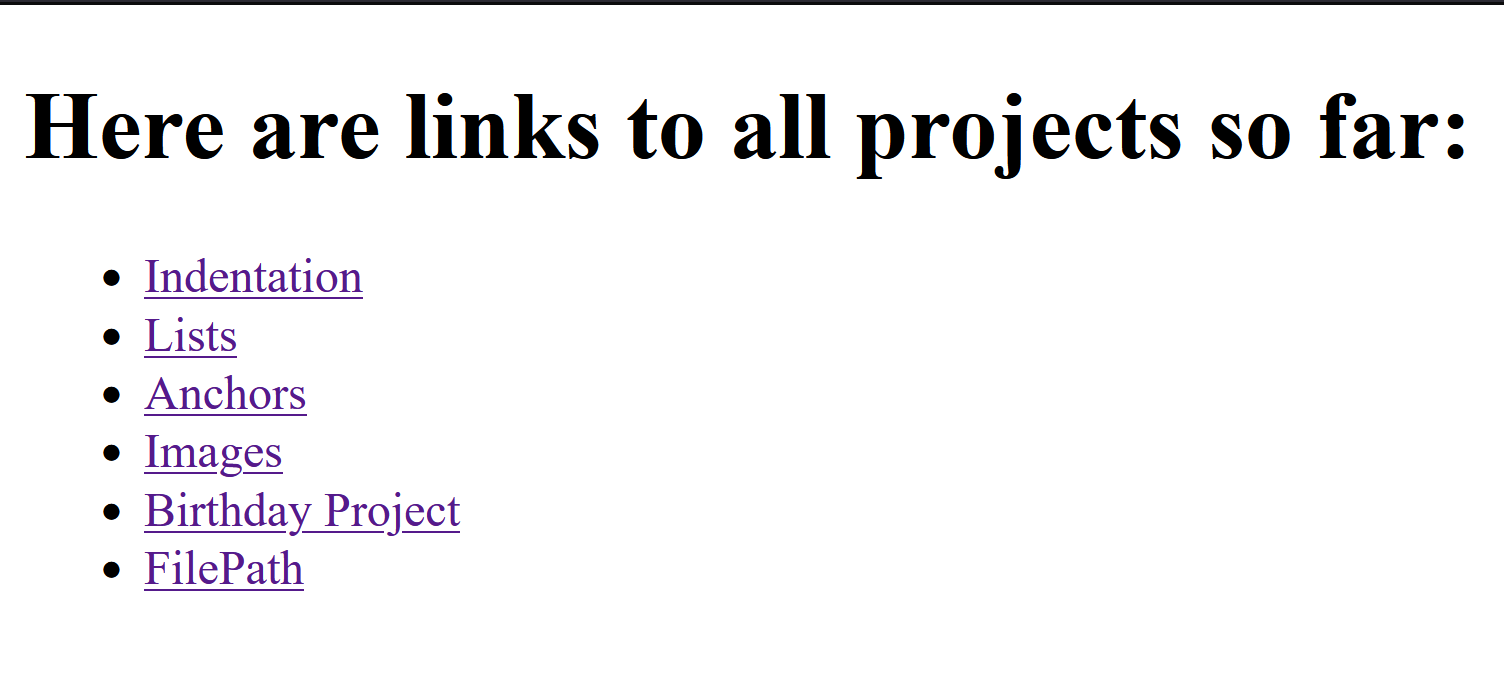 Here are links to all projects so far:
Indentation
Lists
Anchors
Images
Birthday Project
FilePath